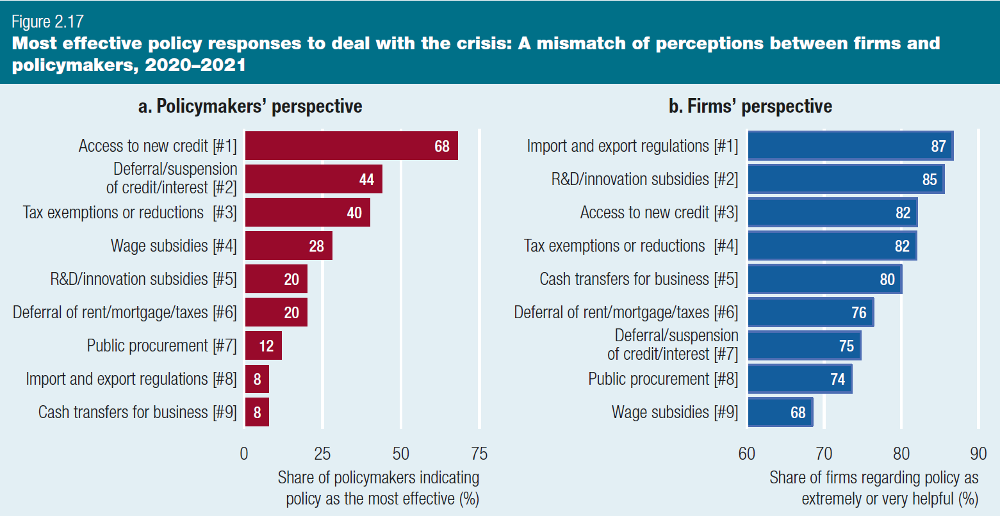 Figure 2.17
Most effective policy responses to deal with the crisis: A mismatch of perceptions between firms and
policymakers, 2020–2021
a. Policymakers’ perspective
Access to new credit [#1] 68
Deferral/suspension
of credit/interest [#2] 44
Tax exemptions or reductions [#3] 40
Wage subsidies [#4] 28
R&D/innovation subsidies [#5] 20
Deferral of rent/mortgage/taxes [#6] 20
Public procurement [#7] 12
Import and export regulations [#8] 8
Cash transfers for business [#9] 8
0 25 50 75
Share of policymakers indicating
policy as the most effective (%)
b. Firms’ perspective
Import and export regulations [#1] 87
R&D/innovation subsidies [#2] 85
Access to new credit [#3] 82
Tax exemptions or reductions [#4] 82
Cash transfers for business [#5] 80
Deferral of rent/mortgage/taxes [#6] 76
Deferral/suspension
of credit/interest [#7] 75
Public procurement [#8] 74
Wage subsidies [#9] 68
60 70 80 90
Share of firms regarding policy as
extremely or very helpful (%)